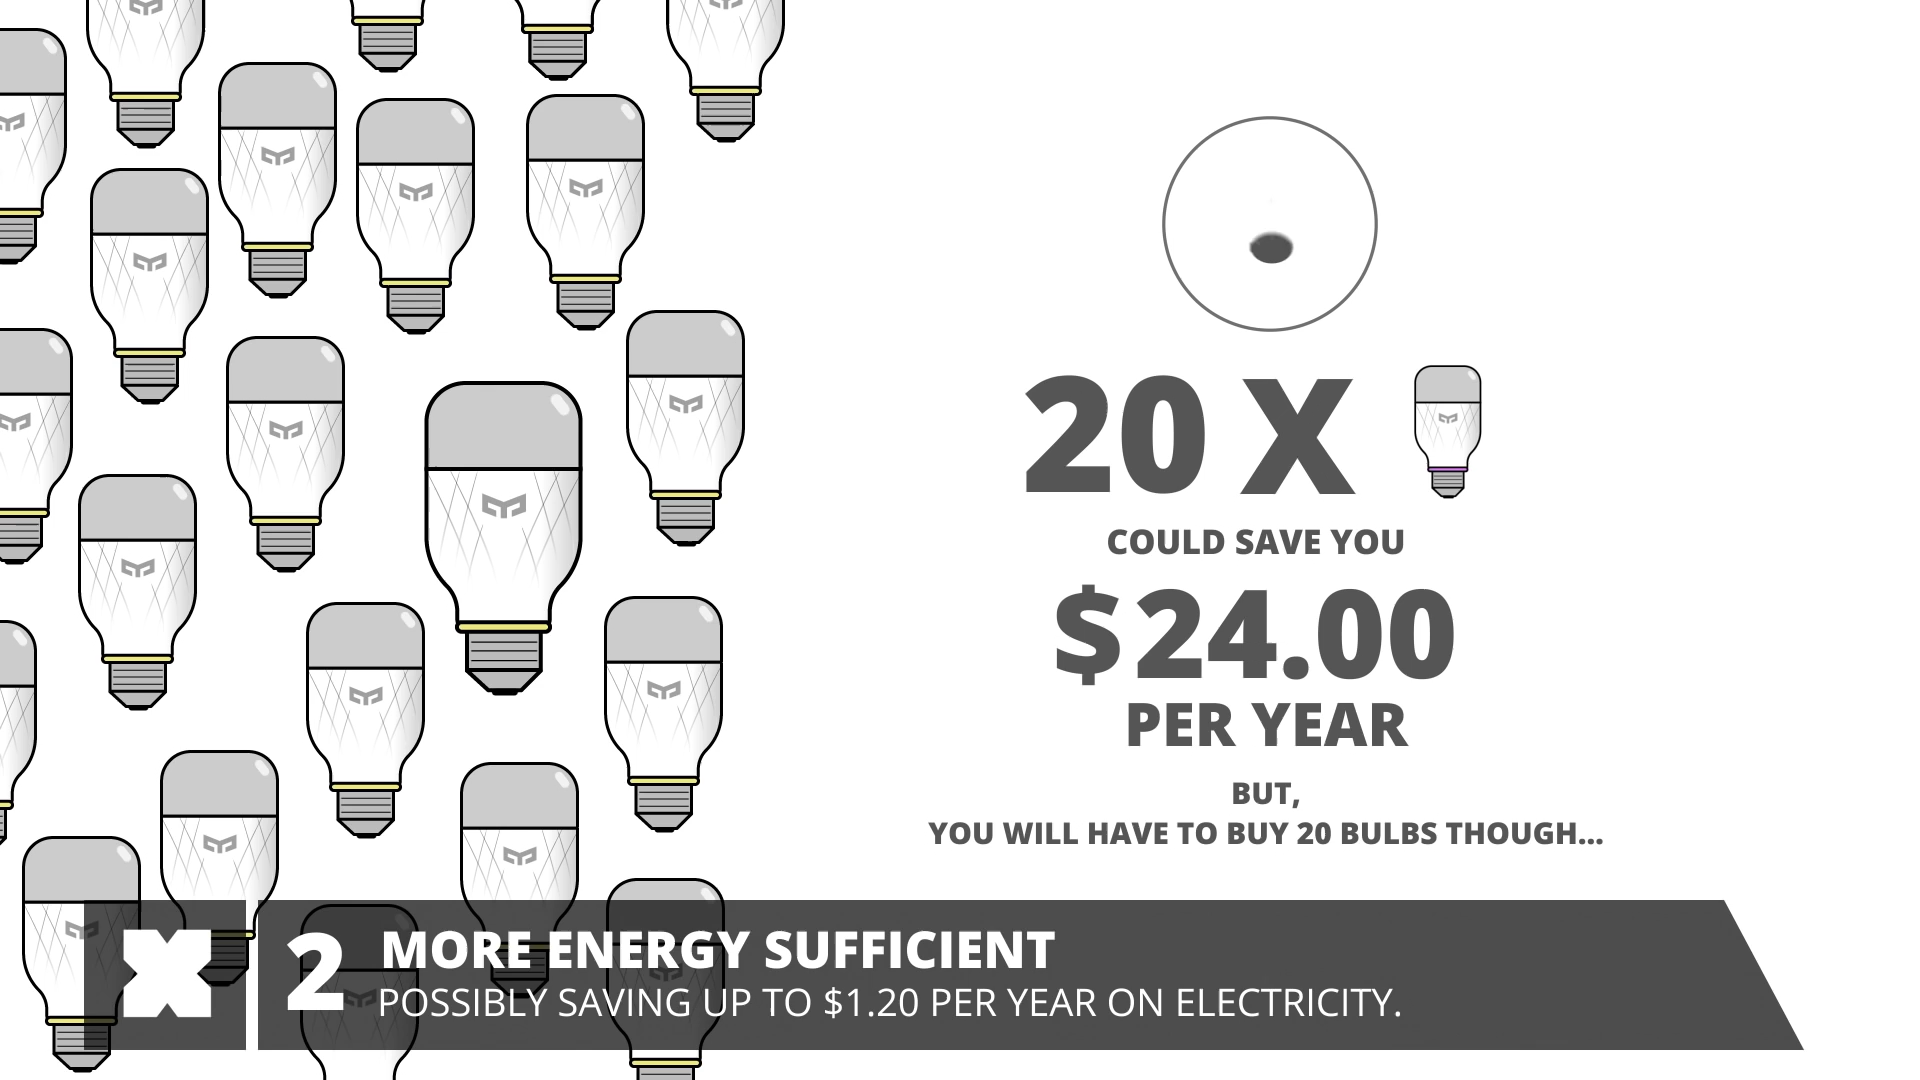 20 X
COULD SAVE YOU
$24.00
PER YEAR
BUT,
YOU WILL HAVE TO BUY 20 BULBS THOUGH...
2
MORE ENERGY SUFFICIENT
POSSIBLY SAVING UP TO $1.20 PER YEAR ON ELECTRICITY.